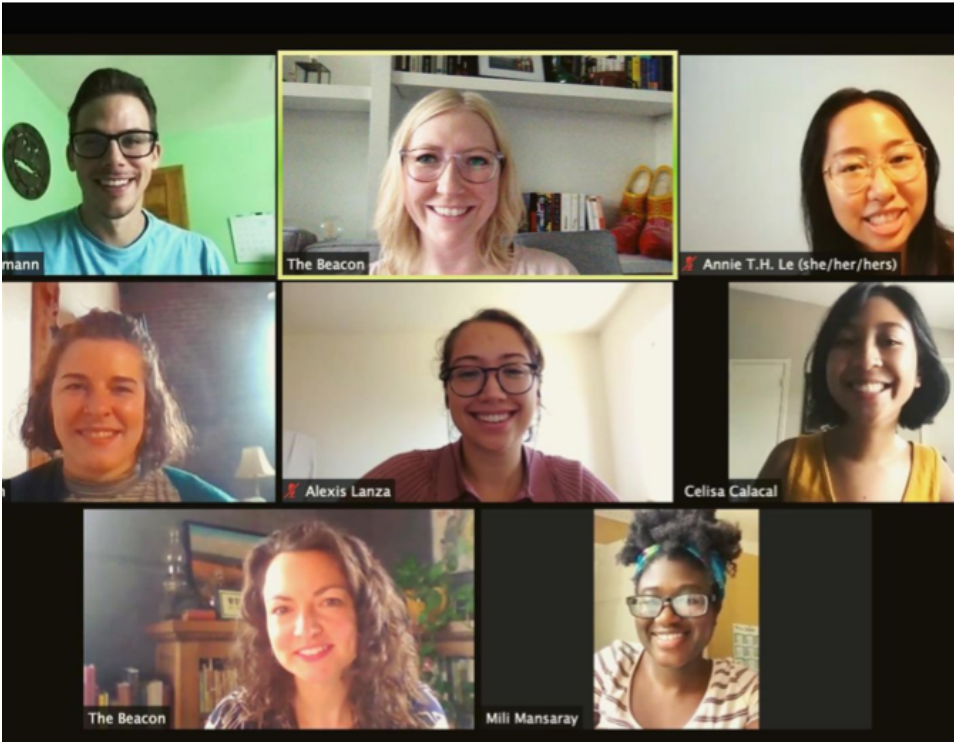 mann
The Beacon
Annie T.H. Le (she/her/hers)
n
Alexis Lanza
Celisa Calacal
The Beacon
Mili Mansaray